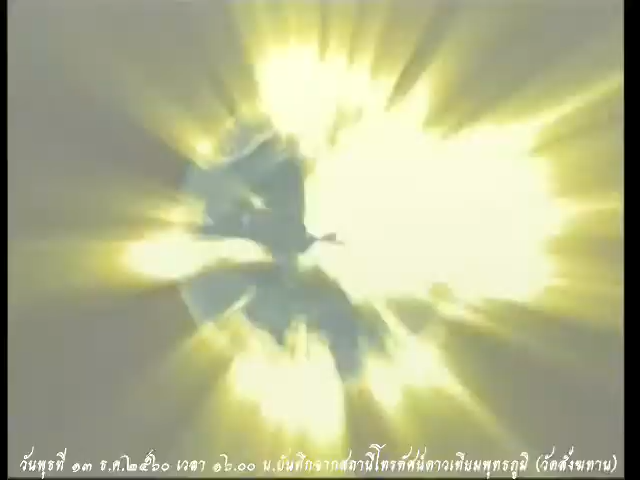 วันพุธที่ ๑๓ ธ.ค.๒๕๖๐ เวลา ๑๖.๐๐ น.บันทึกจากสถานีโทรทัศน์ดาวเทียมพุทธภูมิ (วัดสังฆทาน)